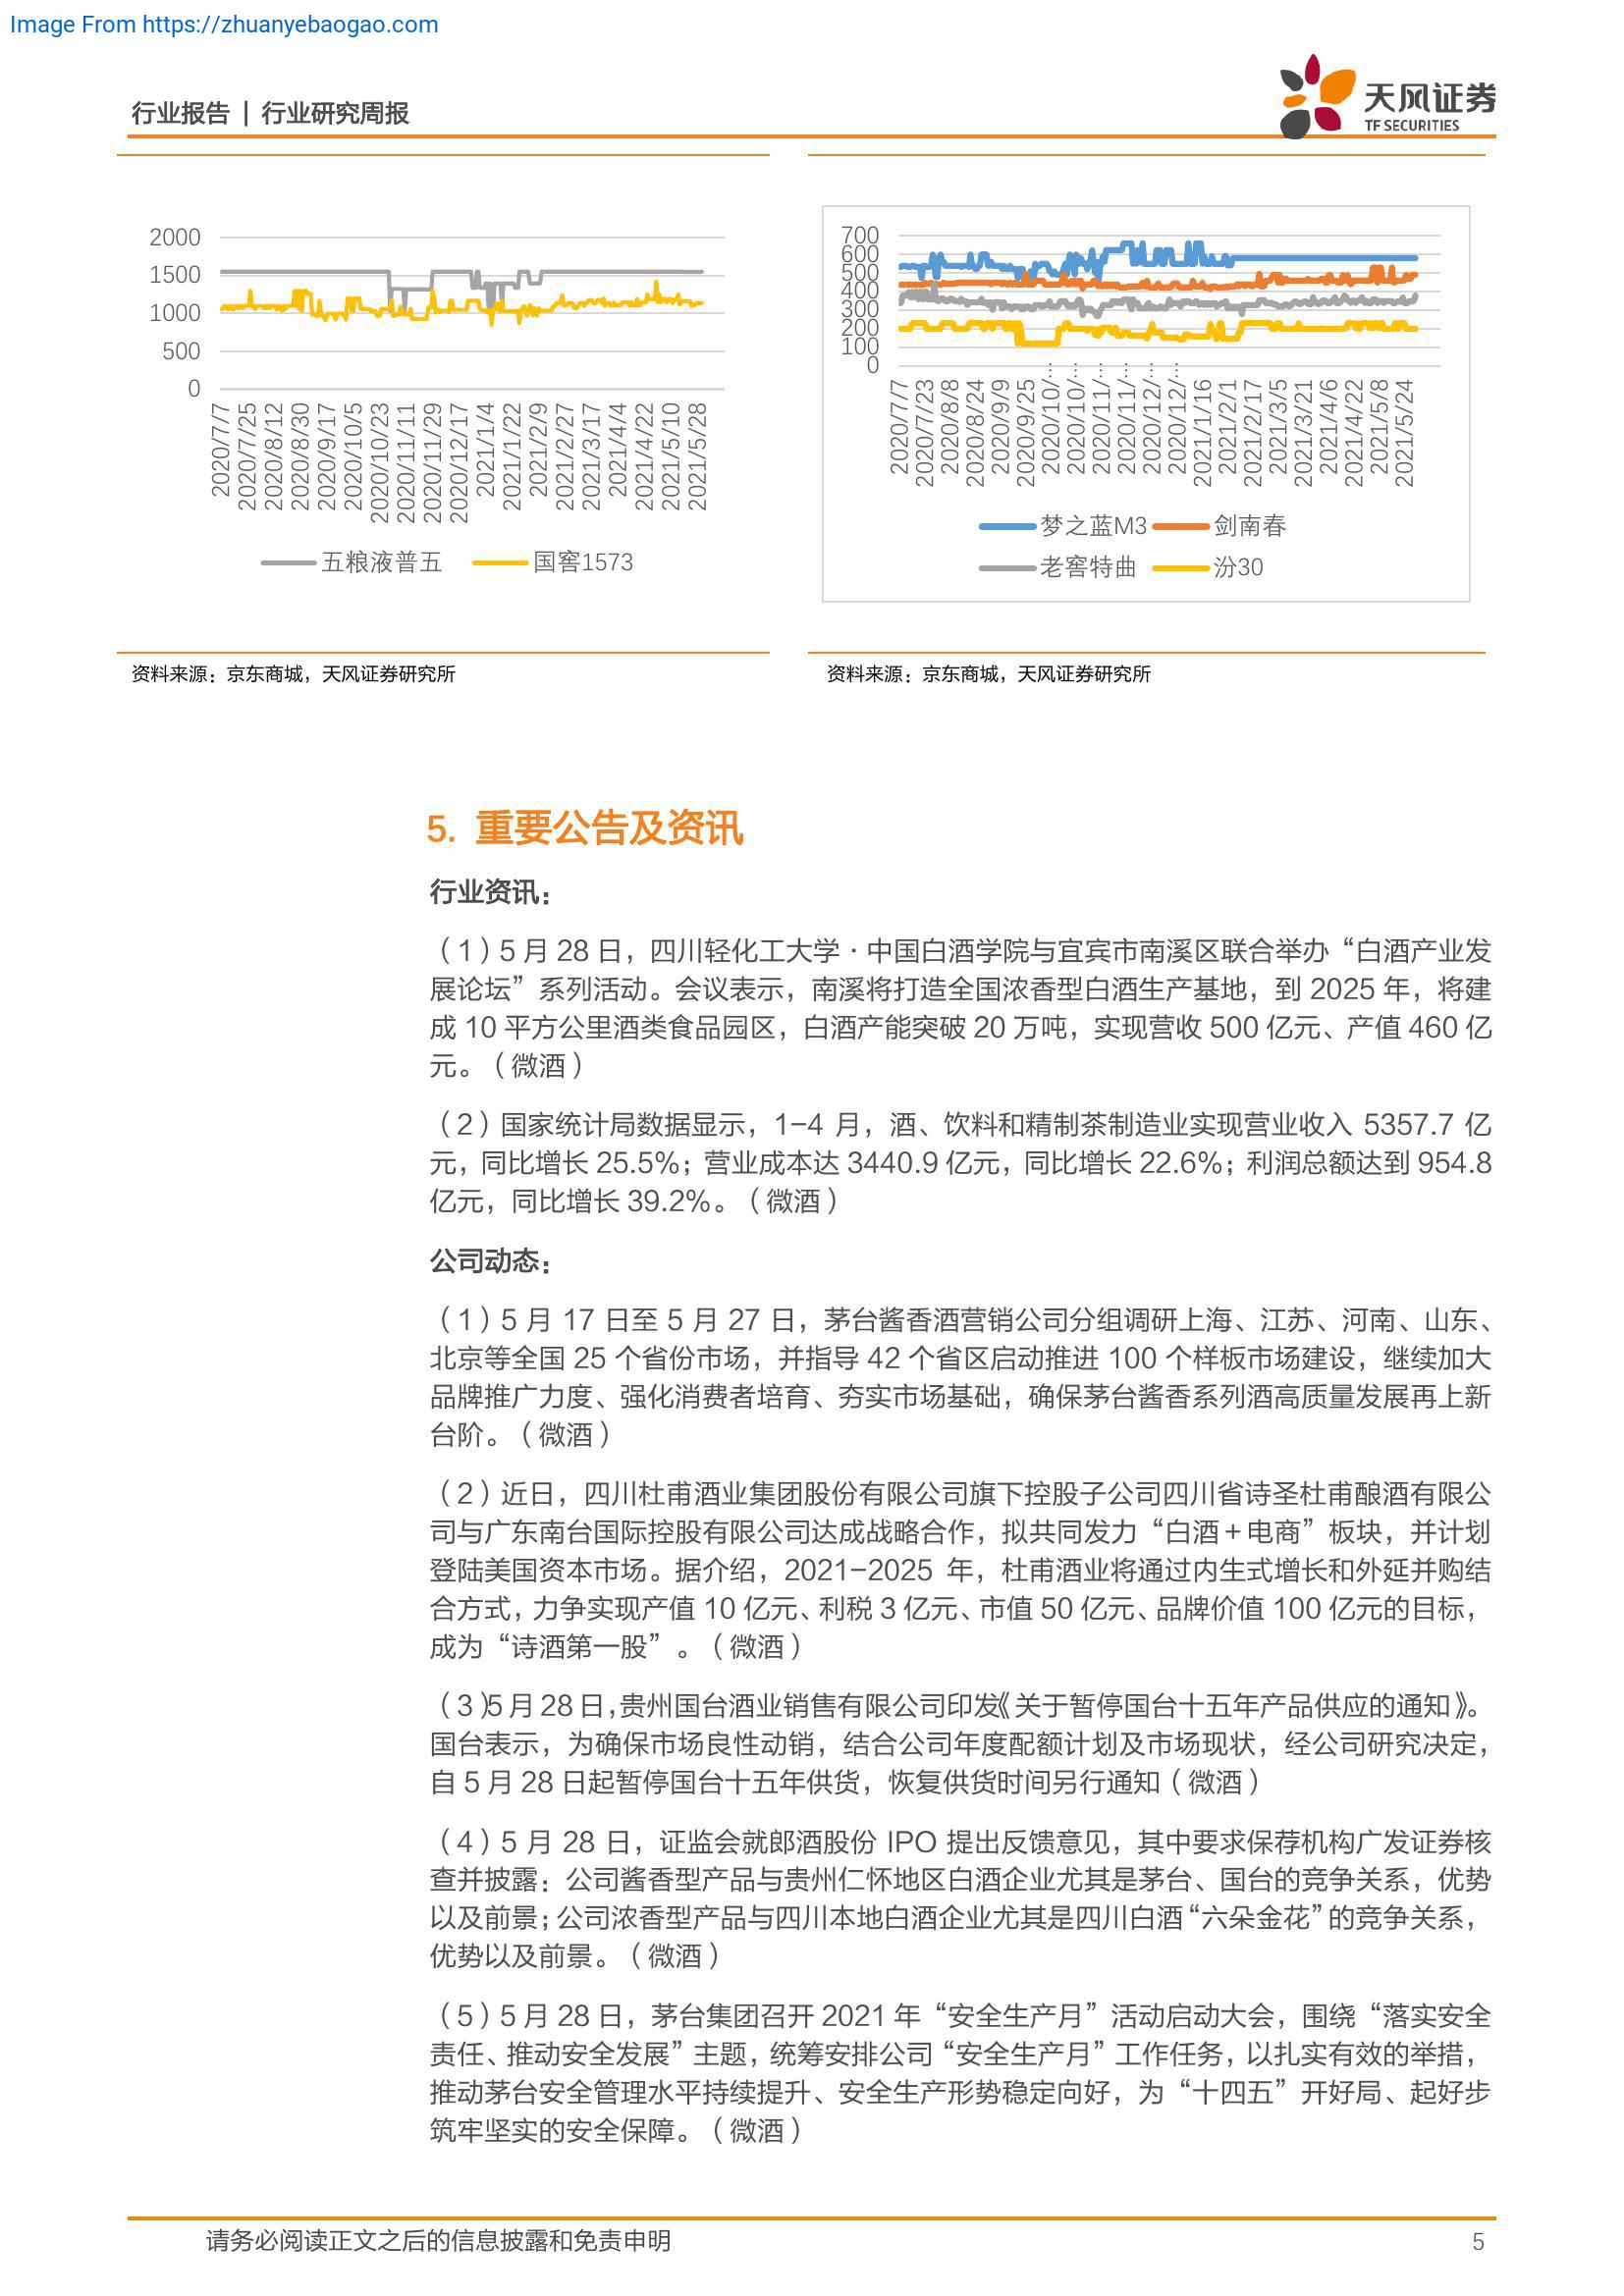 Image From https://zhuanyebaogao.com
行业报告 | 行业研究周报
天风证券
TF SECURITIES
2000
1500
1000
500
0
2020/7/7
2020/7/25
2020/8/12
2020/8/30
2020/9/17
2020/10/5
2020/10/23
2020/11/11
2020/11/29
2020/12/17
2021/1/4
2021/1/22
2021/2/9
2021/2/27
2021/3/17
2021/4/4
2021/4/22
2021/5/10
2021/5/28
五粮液普五 国窖1573
700
600
500
400
300
200
100
0
2020/7/7
2020/7/23
2020/8/8
2020/8/24
2020/9/9
2020/9/25
2020/10/…
2020/10/…
2020/11/…
2020/11/…
2020/12/…
2020/12/…
2021/1/16
2021/2/1
2021/2/17
2021/3/5
2021/3/21
2021/4/6
2021/4/22
2021/5/8
2021/5/24
梦之蓝M3 剑南春
老窖特曲 汾30
资料来源：京东商城，天风证券研究所
资料来源：京东商城，天风证券研究所
5. 重要公告及资讯
行业资讯：
（1）5 月 28 日，四川轻化工大学·中国白酒学院与宜宾市南溪区联合举办“白酒产业发
展论坛”系列活动。会议表示，南溪将打造全国浓香型白酒生产基地，到 2025 年，将建
成 10 平方公里酒类食品园区，白酒产能突破 20 万吨，实现营收 500 亿元、产值 460 亿
元。（微酒）
（2）国家统计局数据显示，1-4 月，酒、饮料和精制茶制造业实现营业收入 5357.7 亿
元，同比增长 25.5%；营业成本达 3440.9 亿元，同比增长 22.6%；利润总额达到 954.8
亿元，同比增长 39.2%。（微酒）
公司动态：
（1）5 月 17 日至 5 月 27 日，茅台酱香酒营销公司分组调研上海、江苏、河南、山东、
北京等全国 25 个省份市场，并指导 42 个省区启动推进 100 个样板市场建设，继续加大
品牌推广力度、强化消费者培育、夯实市场基础，确保茅台酱香系列酒高质量发展再上新
台阶。（微酒）
（2）近日，四川杜甫酒业集团股份有限公司旗下控股子公司四川省诗圣杜甫酿酒有限公
司与广东南台国际控股有限公司达成战略合作，拟共同发力“白酒+电商”板块，并计划
登陆美国资本市场。据介绍，2021-2025 年，杜甫酒业将通过内生式增长和外延并购结
合方式，力争实现产值 10 亿元、利税 3 亿元、市值 50 亿元、品牌价值 100 亿元的目标，
成为“诗酒第一股”。（微酒）
（3）5 月 28 日，贵州国台酒业销售有限公司印发《关于暂停国台十五年产品供应的通知》。
国台表示，为确保市场良性动销，结合公司年度配额计划及市场现状，经公司研究决定，
自 5 月 28 日起暂停国台十五年供货，恢复供货时间另行通知（微酒）
（4）5 月 28 日，证监会就郎酒股份 IPO 提出反馈意见，其中要求保荐机构广发证券核
查并披露：公司酱香型产品与贵州仁怀地区白酒企业尤其是茅台、国台的竞争关系，优势
以及前景；公司浓香型产品与四川本地白酒企业尤其是四川白酒“六朵金花”的竞争关系，
优势以及前景。（微酒）
（5）5 月 28 日，茅台集团召开 2021 年“安全生产月”活动启动大会，围绕“落实安全
责任、推动安全发展”主题，统筹安排公司“安全生产月”工作任务，以扎实有效的举措，
推动茅台安全管理水平持续提升、安全生产形势稳定向好，为“十四五”开好局、起好步
筑牢坚实的安全保障。（微酒）
请务必阅读正文之后的信息披露和免责申明
5